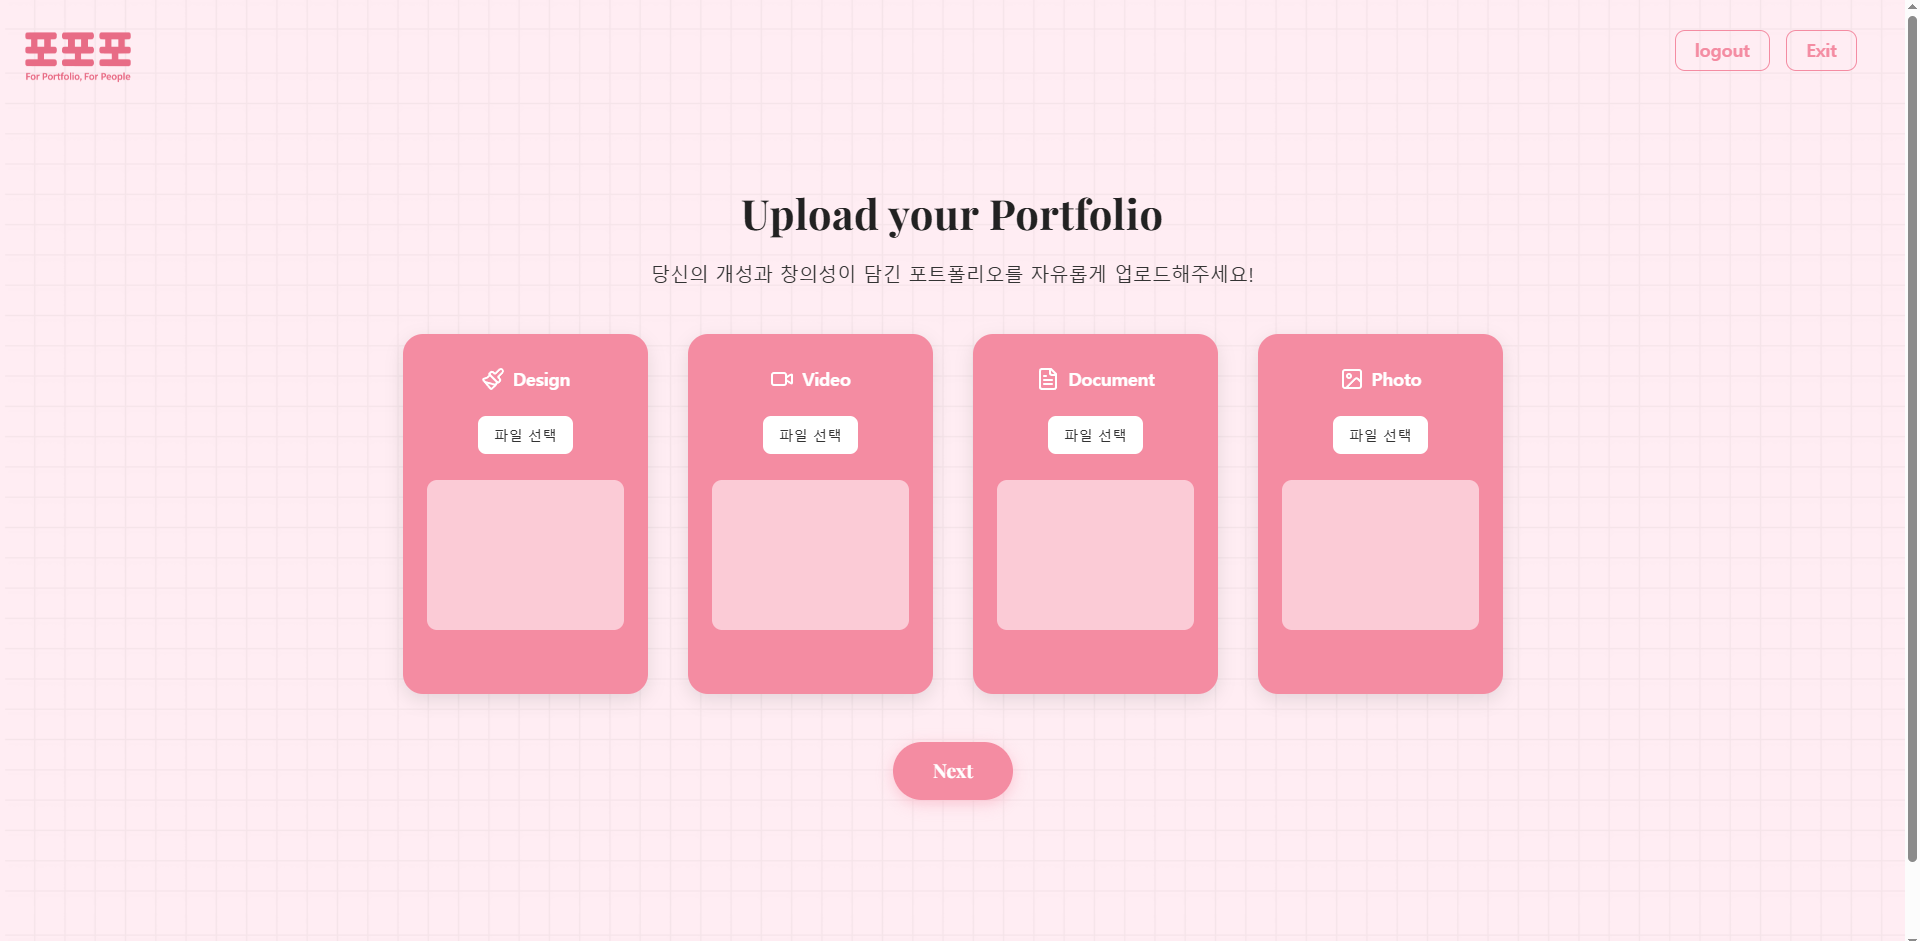 포포포
For Portfolio, For People
logout
Exit
Upload your Portfolio
당신의 개성과 창의성이 담긴 포트폴리오를 자유롭게 업로드해주세요!
Design
Video
Document
Photo
파일 선택
파일 선택
파일 선택
파일 선택
Next